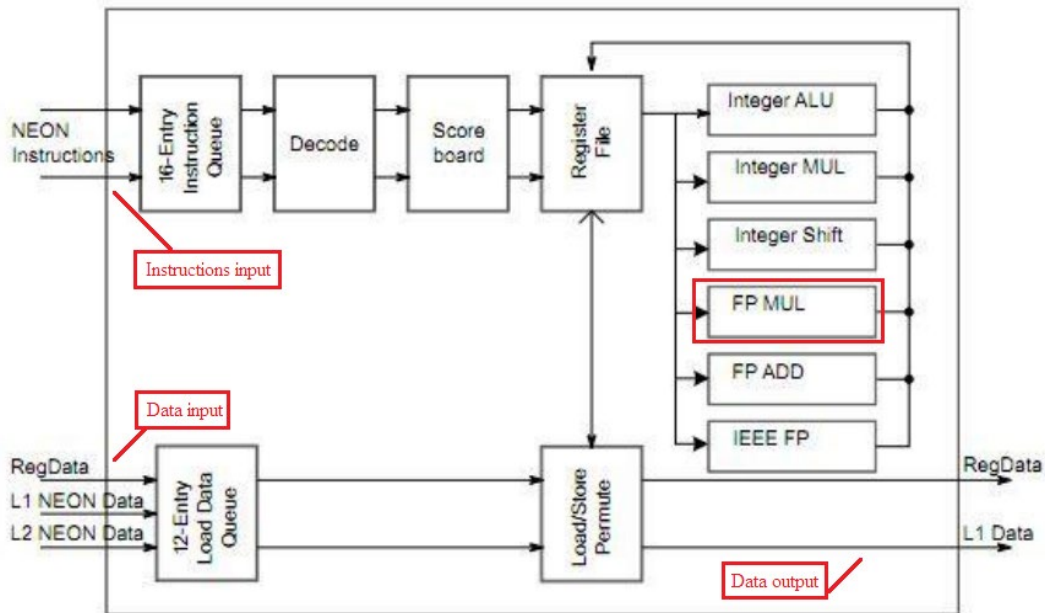 NEON
Instructions
16-Entry
Instruction
Queue
Decode
Score
board
Register
File
Integer ALU
Integer MUL
Integer Shift
FP MUL
FP ADD
IEEE FP
Instructions input
Data input
RegData
L1 NEON Data
L2 NEON Data
12-Entry
Load Data
Queue
Load/Store
Permute
RegData
L1 Data
Data output